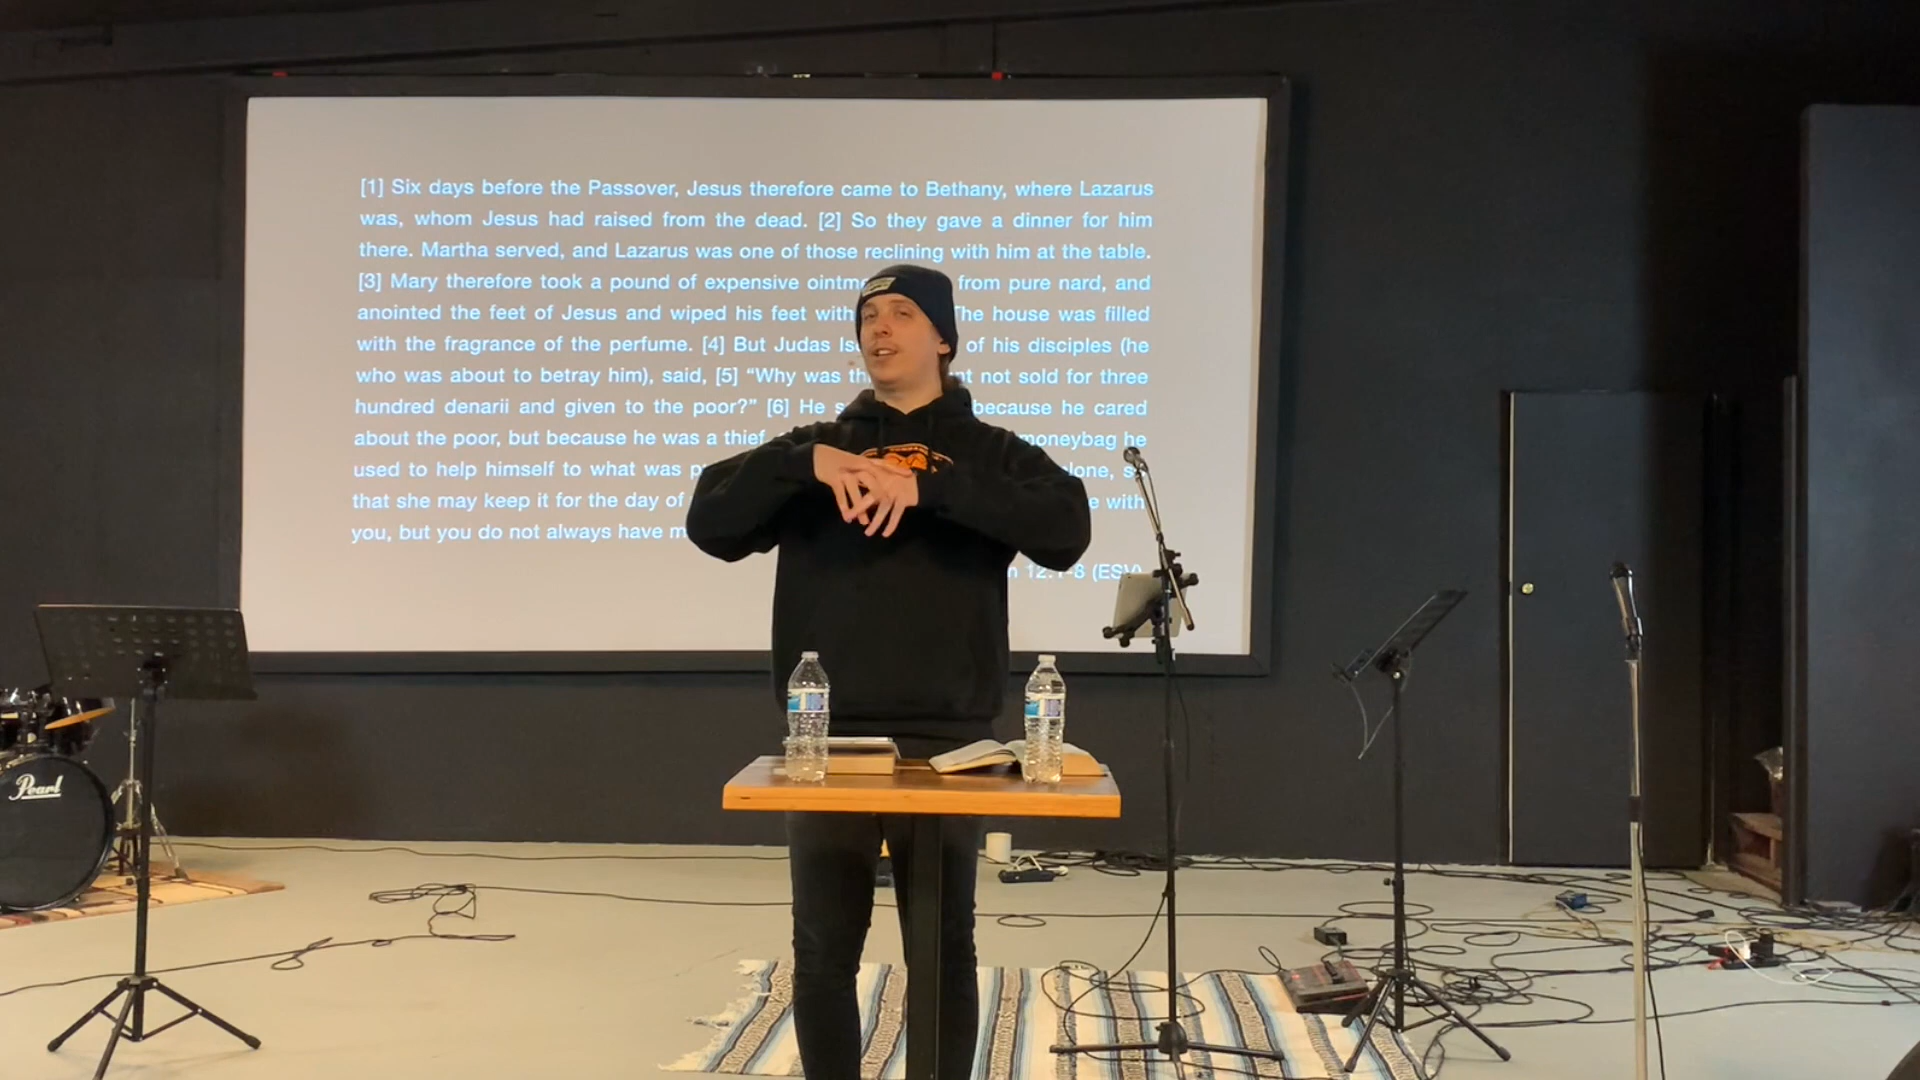 [1] Six days before the Passover, Jesus therefore came to Bethany, where Lazarus
was, whom Jesus had raised from the dead. [2] So they gave a dinner for him
there. Martha served, and Lazarus was one of those reclining with him at the table.
[3] Mary therefore took a pound of expensive from pure nard, and
anointed the feet of Jesus and wiped his feet with The house was filled
with the fragrance of the perfume. [4] But Judas of his disciples (he
who was about to betray him), said, [5] “Why was not sold for three
hundred denarii and given to the poor?” [6] He because he cared
about the poor, but because he was a thief moneybag he
used to help himself to what was
that she may keep it for the day of with
you, but you do not always have
12:1-8 (ESV)
Pearl